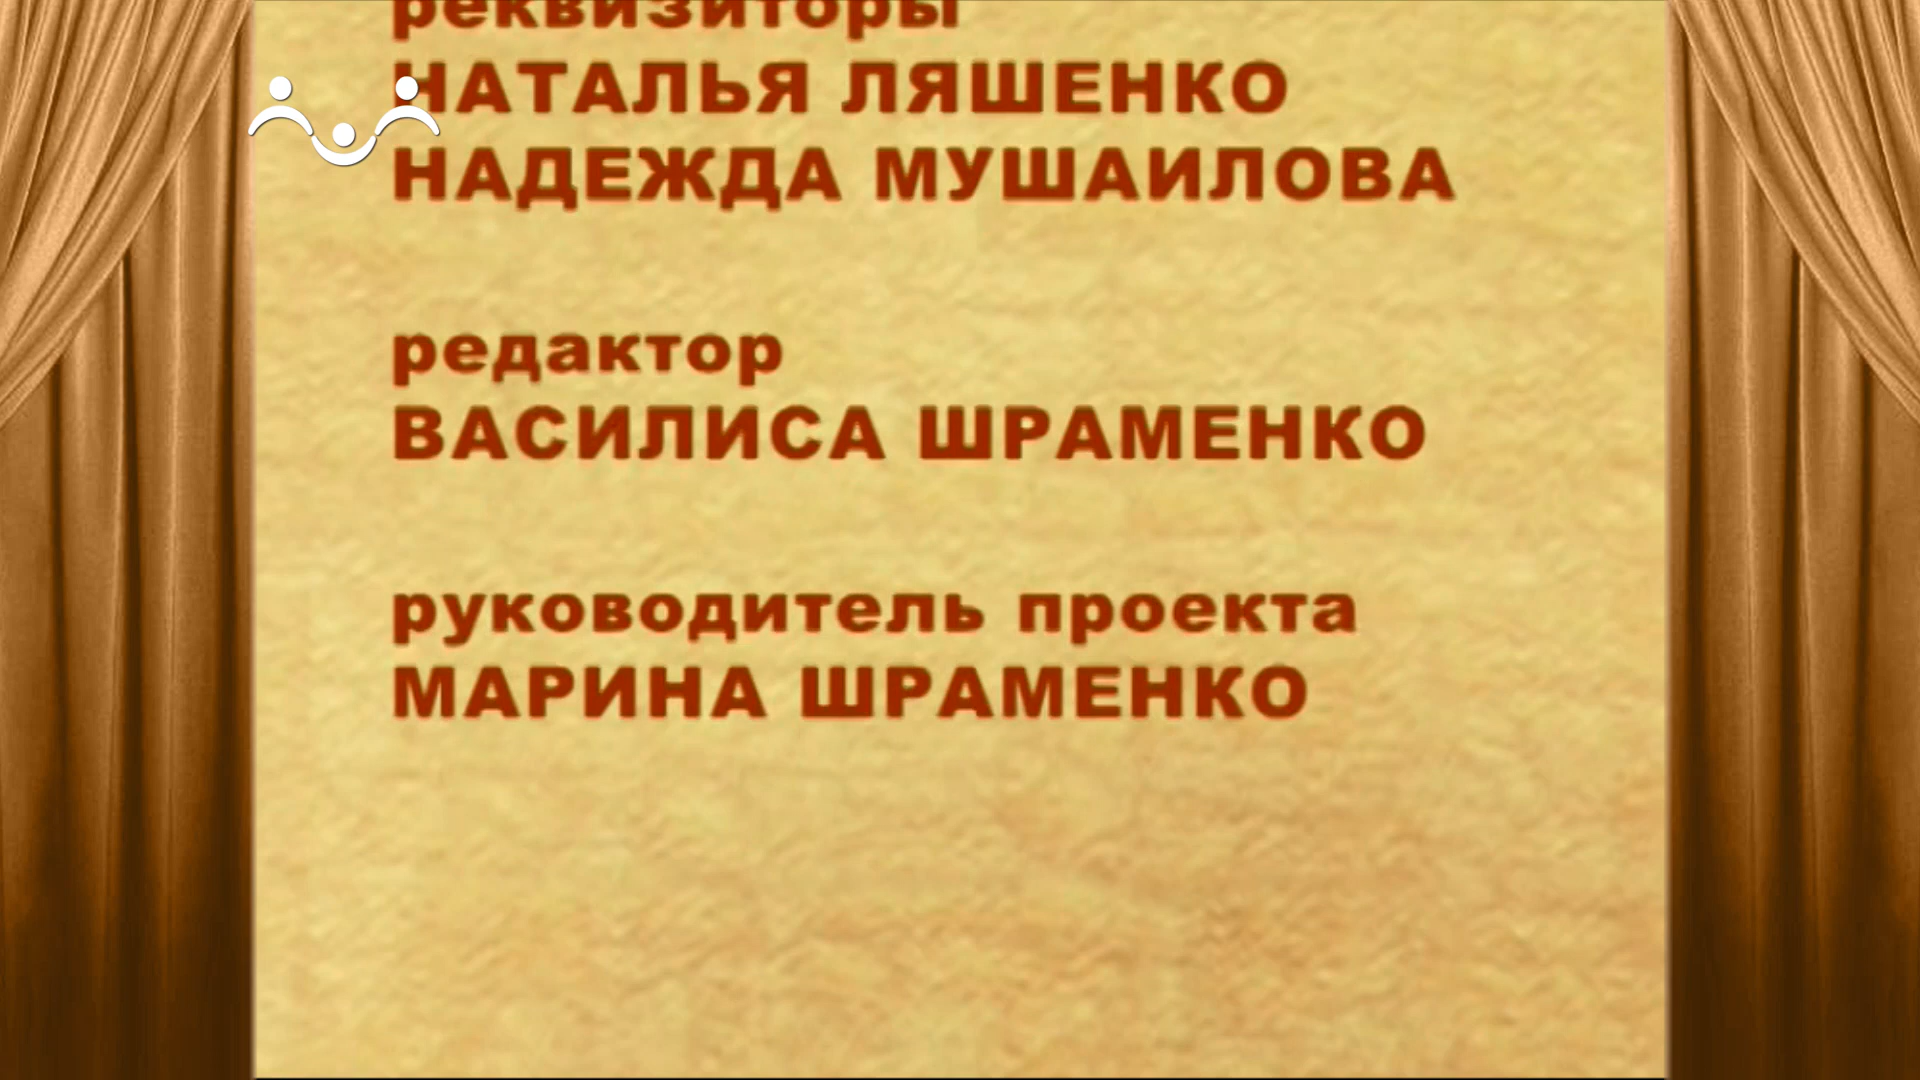 реквизиторы
НАТАЛЬЯ ЛЯШЕНКО
НАДЕЖДА МУШАИЛОВА
редактор
ВАСИЛИСА ШРАМЕНКО
руководитель проекта
МАРИНА ШРАМЕНКО